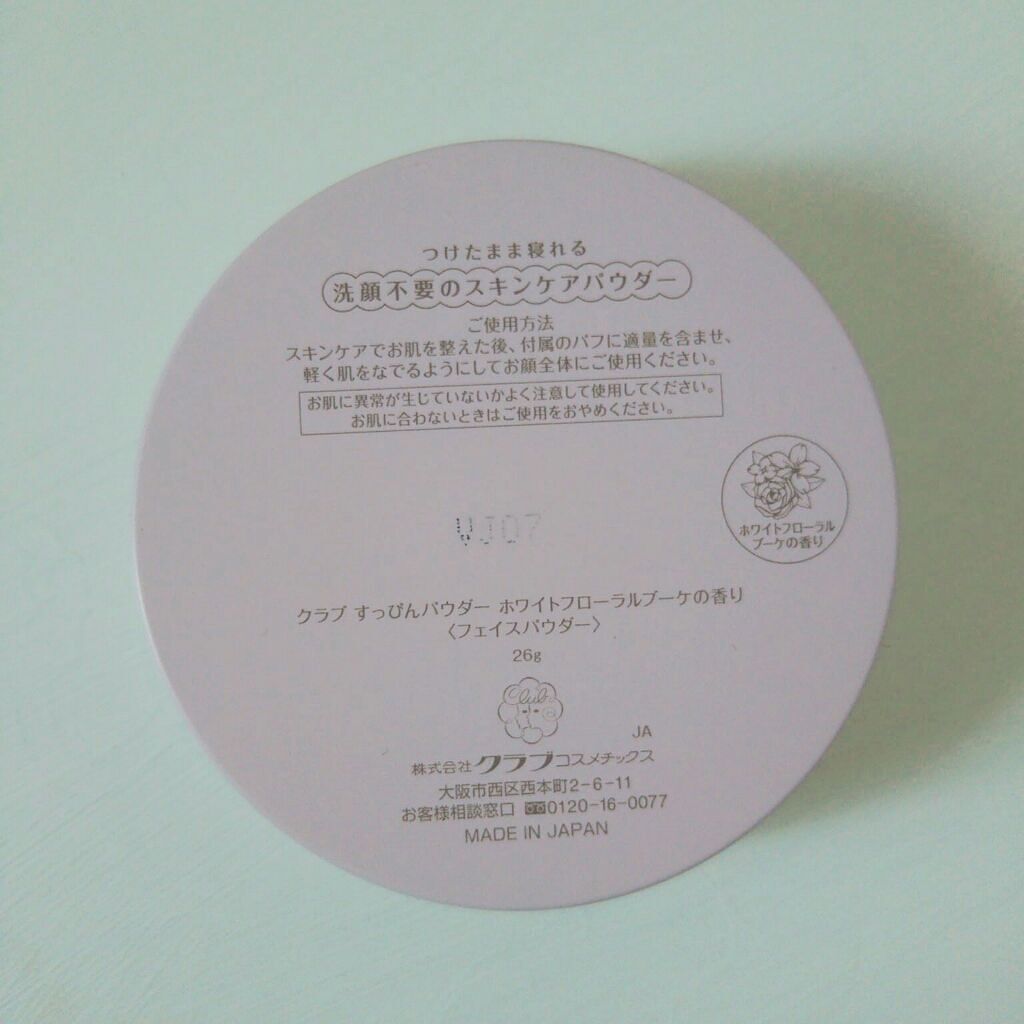 つけたまま寝れる
洗顔不要のスキンケアパウダー
ご使用方法
スキンケアでお肌を整えた後、付属のパフに適量を含ませ、
軽く肌をなでるようにしてお顔全体にご使用ください。
お肌に異常が生じていないかよく注意して使用してください。
お肌に合わないときはご使用をおやめください。
ホワイトフローラル
ブーケの香り
クラブ すっぴんパウダー ホワイトフローラルブーケの香り
〈フェイスパウダー〉
26g
Club
JA
株式会社クラブコスメチックス
大阪市西区西本町2-6-11
お客様相談窓口 0120-16-0077
MADE IN JAPAN